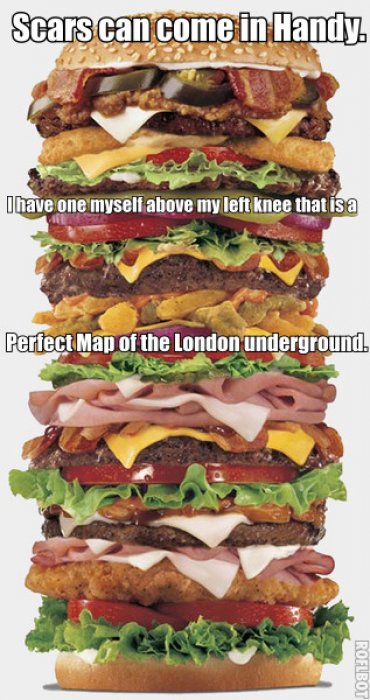 Scars can come in Handy.
I have one myself above my left knee that is a
Perfect Map of the London underground.
ROFLBOT